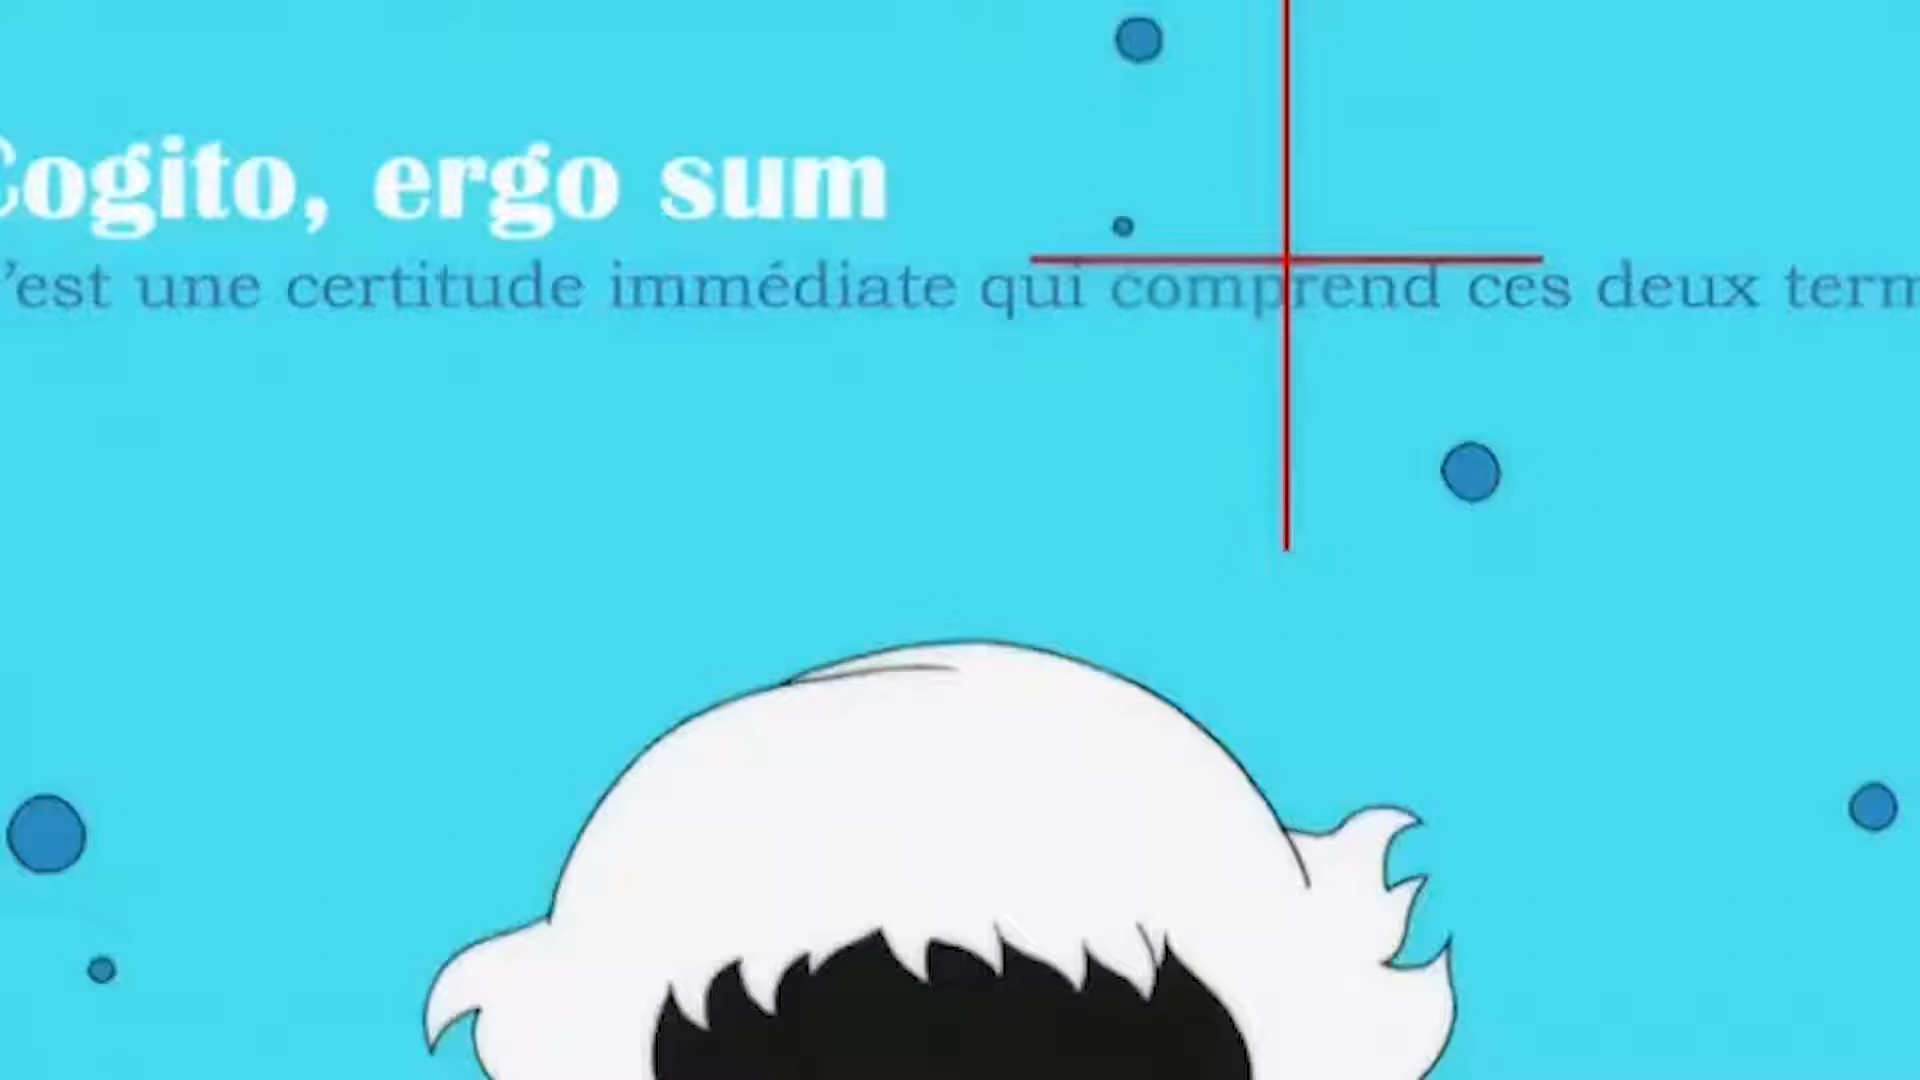 Cogito, ergo sum
'est une certitude immédiate qui comprend ces deux term